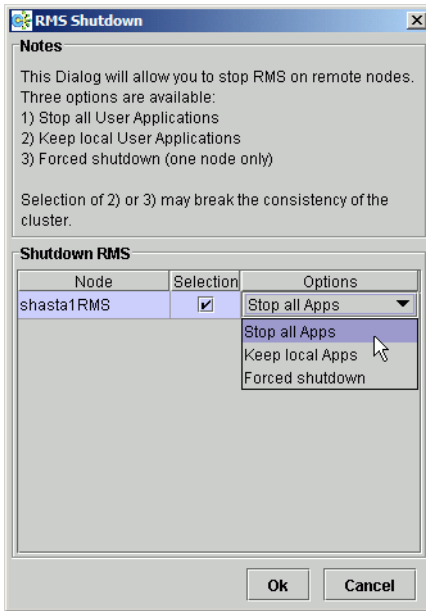 RMS Shutdown
Notes
This Dialog will allow you to stop RMS on remote nodes.
Three options are available:
1) Stop all User Applications
2) Keep local User Applications
3) Forced shutdown (one node only)
Selection of 2) or 3) may break the consistency of the
cluster.
Shutdown RMS
Node Selection Options
shasta1RMS Stop all Apps
Stop all Apps
Keep local Apps
Forced shutdown
Ok Cancel